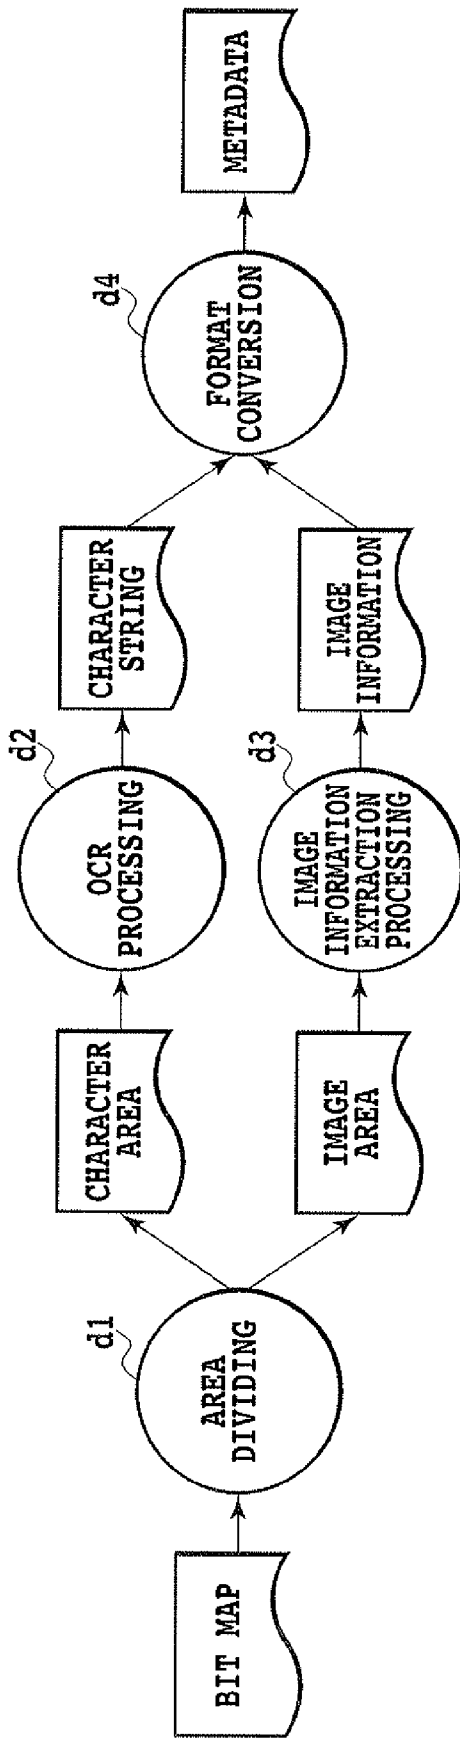 BIT MAP
d1
AREA
DIVIDING
CHARACTER
AREA
IMAGE
AREA
d2
OCR
PROCESSING
d3
IMAGE
INFORMATION
EXTRACTION
PROCESSING
CHARACTER
STRING
IMAGE
INFORMATION
d4
FORMAT
CONVERSION
METADATA